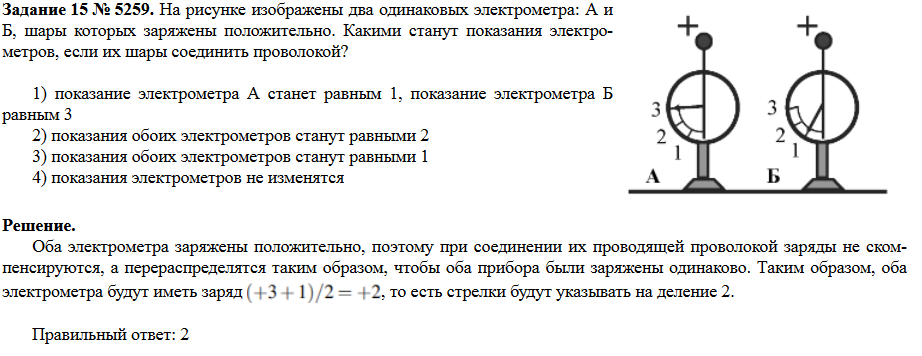 Задание 15 № 5259. На рисунке изображены два одинаковых электрометра: А и
Б, шары которых заряжены положительно. Какими станут показания электро-
метров, если их шары соединить проволокой?
1) показание электрометра А станет равным 1, показание электрометра Б
равным 3
2) показания обоих электрометров станут равными 2
3) показания обоих электрометров станут равными 1
4) показания электрометров не изменятся
+ +
3 3
2 2
1 1
А Б
Решение.
Оба электрометра заряжены положительно, поэтому при соединении их проводящей проволокой заряды не ском-
пенсируются, а перераспределятся таким образом, чтобы оба прибора были заряжены одинаково. Таким образом, оба
электрометра будут иметь заряд (+3 + 1)/2 = +2, то есть стрелки будут указывать на деление 2.
Правильный ответ: 2